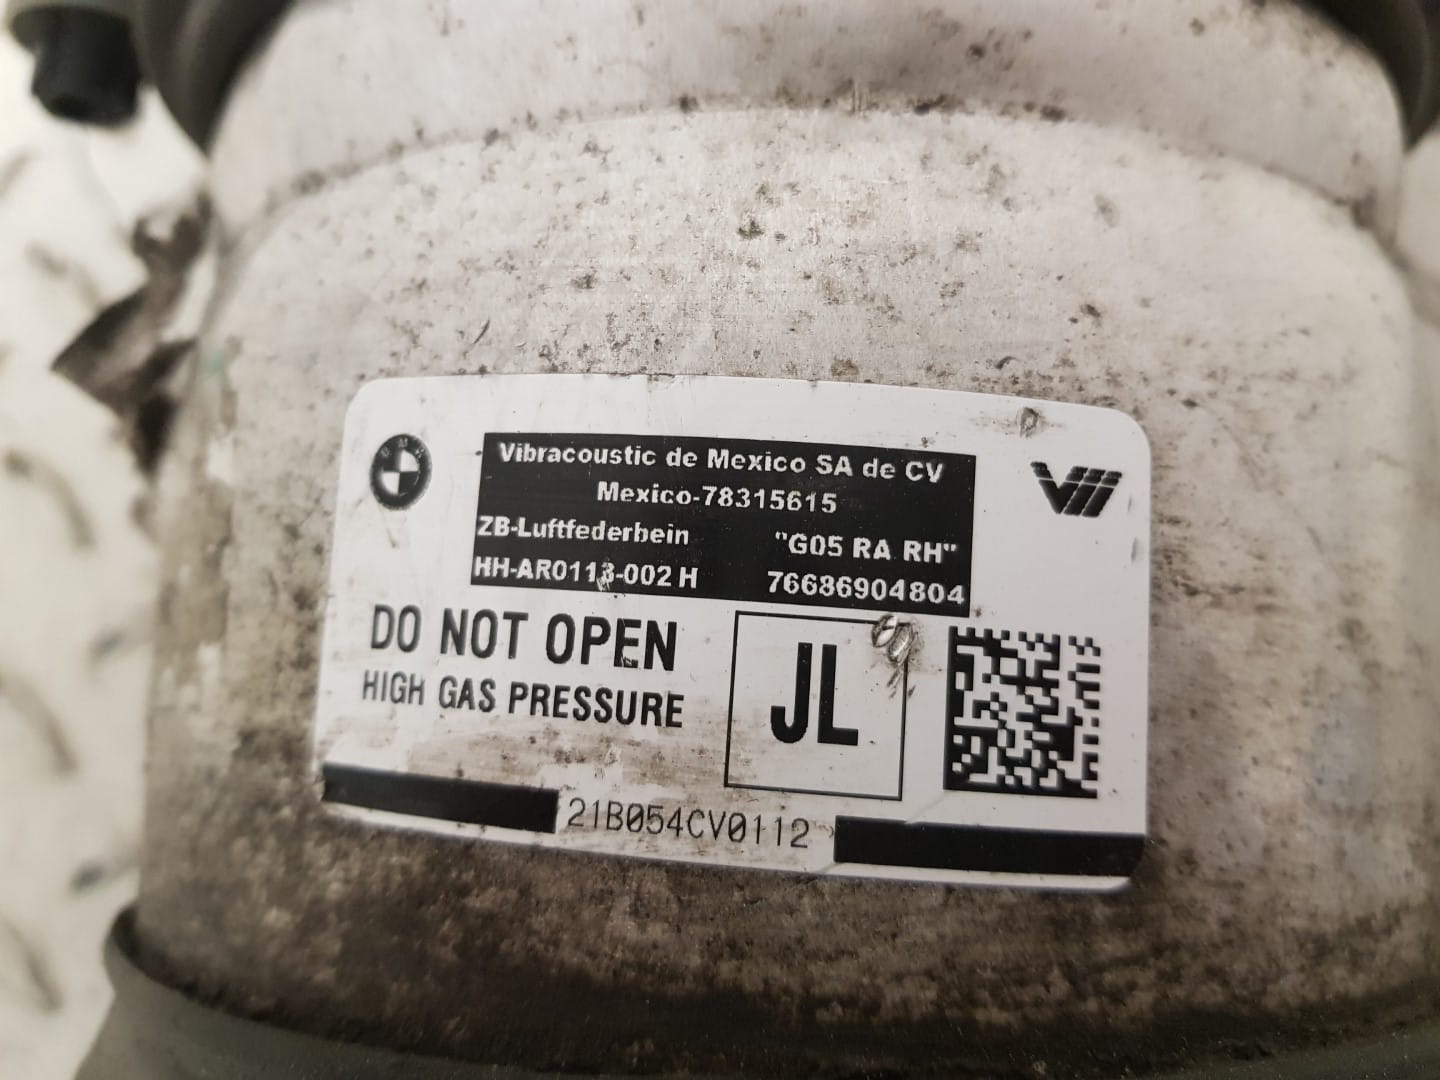 BMW
Vibracoustic de Mexico SA de CV
Mexico-78315615
ZB-Luftfederbein "G05 RA RH"
HH-AR0113-002 H 76686904804
DO NOT OPEN
HIGH GAS PRESSURE
JL
21B054CV0112